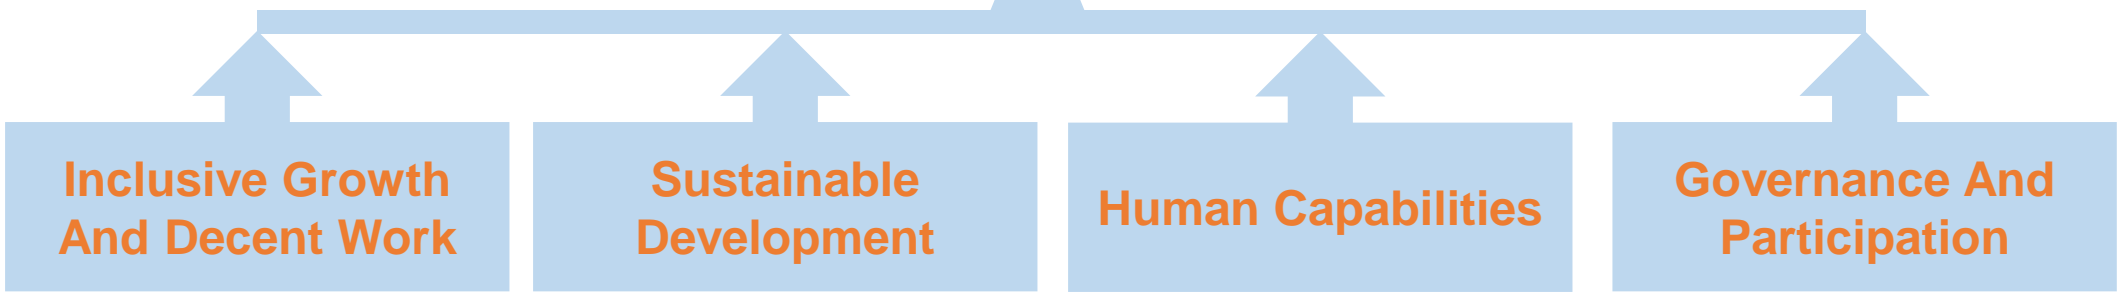 Inclusive Growth
And Decent Work
Sustainable
Development
Human Capabilities
Governance And
Participation